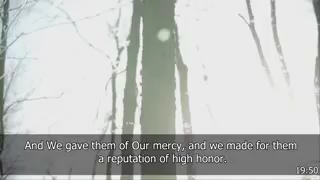 And We gave them of Our mercy, and we made for them
a reputation of high honor.
19:50